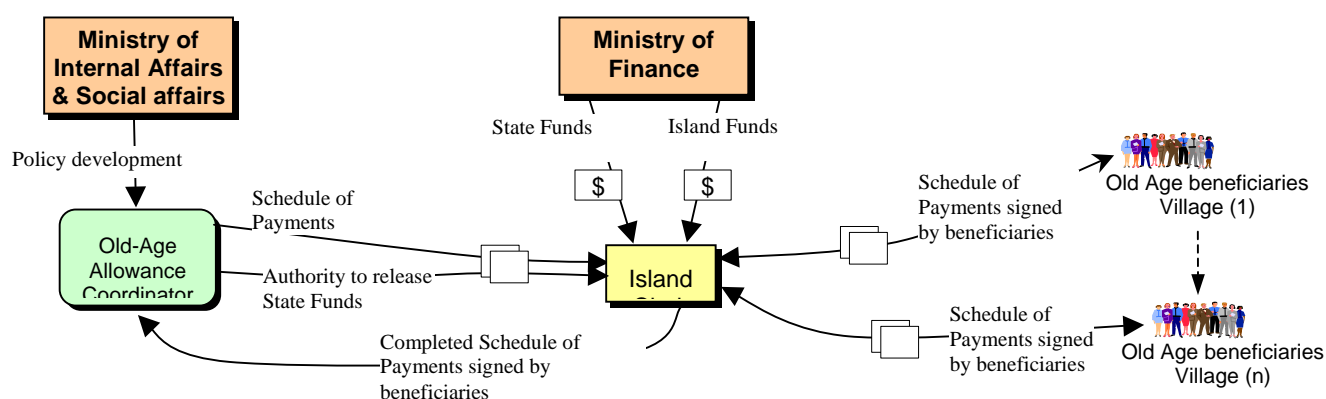 Ministry of
Internal Affairs
& Social affairs
Ministry of
Finance
State Funds
Island Funds
Policy development
$
$
Schedule of
Payments
Schedule of
Payments signed
by beneficiaries
Old Age beneficiaries
Village (1)
Old-Age
Allowance
Coordinator
Authority to release
State Funds
Island
Schedule of
Payments signed
by beneficiaries
Old Age beneficiaries
Village (n)
Completed Schedule of
Payments signed by
beneficiaries